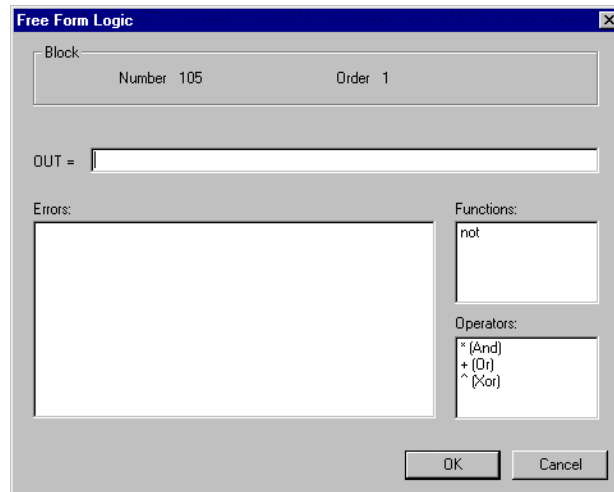 Free Form Logic
Block
Number 105 Order 1
OUT =
Errors:
Functions:
not
Operators:
* (And)
+ (Or)
^ (Xor)
OK Cancel